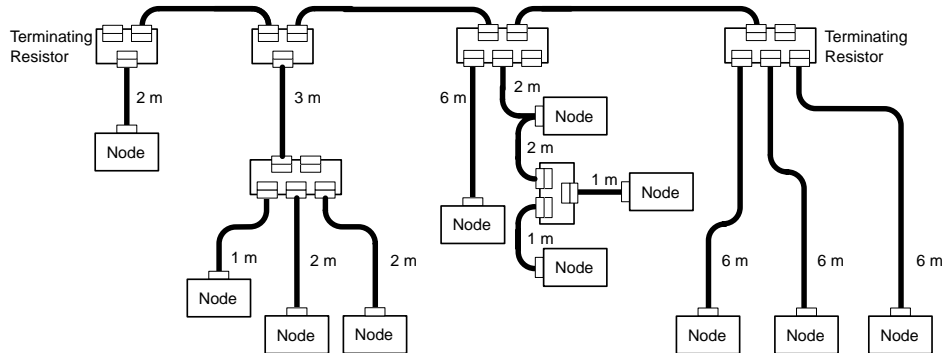 Terminating
Resistor
Terminating
Resistor
2 m
3 m
6 m
2 m
Node
Node
2 m
1 m
Node
Node
1 m
Node
1 m
2 m
2 m
6 m
6 m
6 m
Node
Node
Node
Node
Node
Node